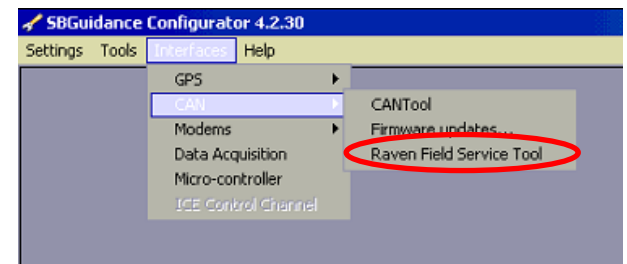 SBGuidance Configurator 4.2.30
Settings Tools Interfaces Help
GPS
CAN
Modems
Data Acquisition
Micro-controller
ICE Control Channel
CANTool
Firmware updates...
Raven Field Service Tool